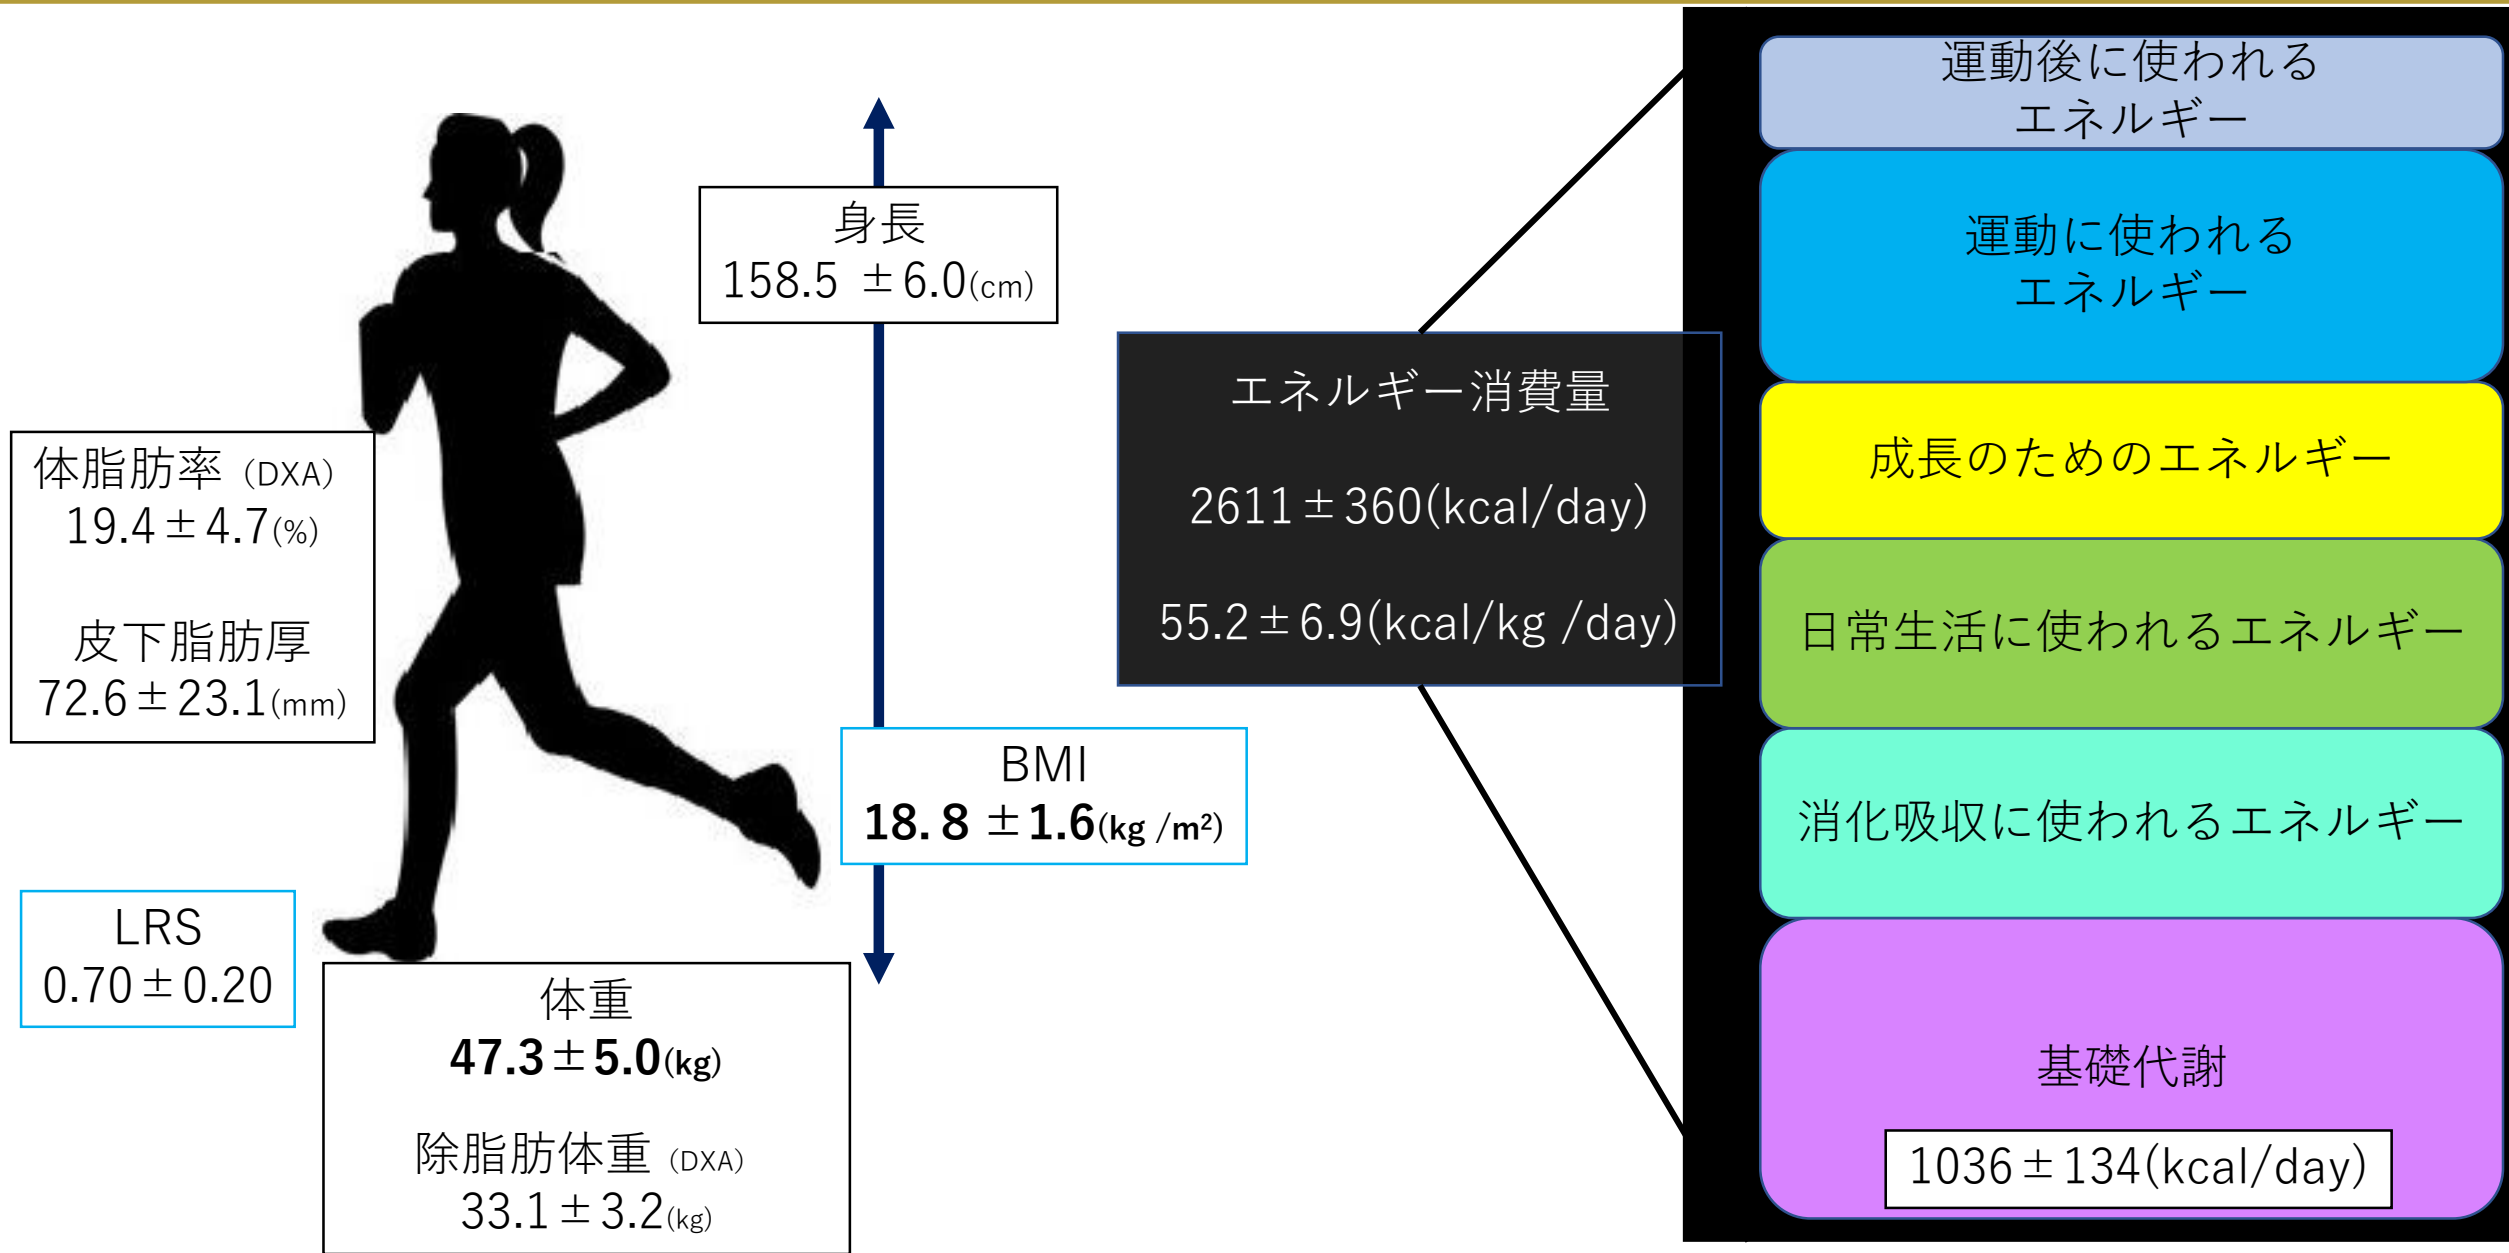 身長
158.5 ±6.0(cm)
体脂肪率（DXA）
19.4±4.7(%)
皮下脂肪厚
72.6±23.1(mm)
LRS
0.70±0.20
体重
47.3±5.0(kg)
除脂肪体重（DXA）
33.1±3.2(kg)
BMI
18.8 ±1.6(kg /m²)
エネルギー消費量
2611±360(kcal/day)
55.2±6.9(kcal/kg /day)
運動後に使われる
エネルギー
運動に使われる
エネルギー
成長のためのエネルギー
日常生活に使われるエネルギー
消化吸収に使われるエネルギー
基礎代謝
1036±134(kcal/day)